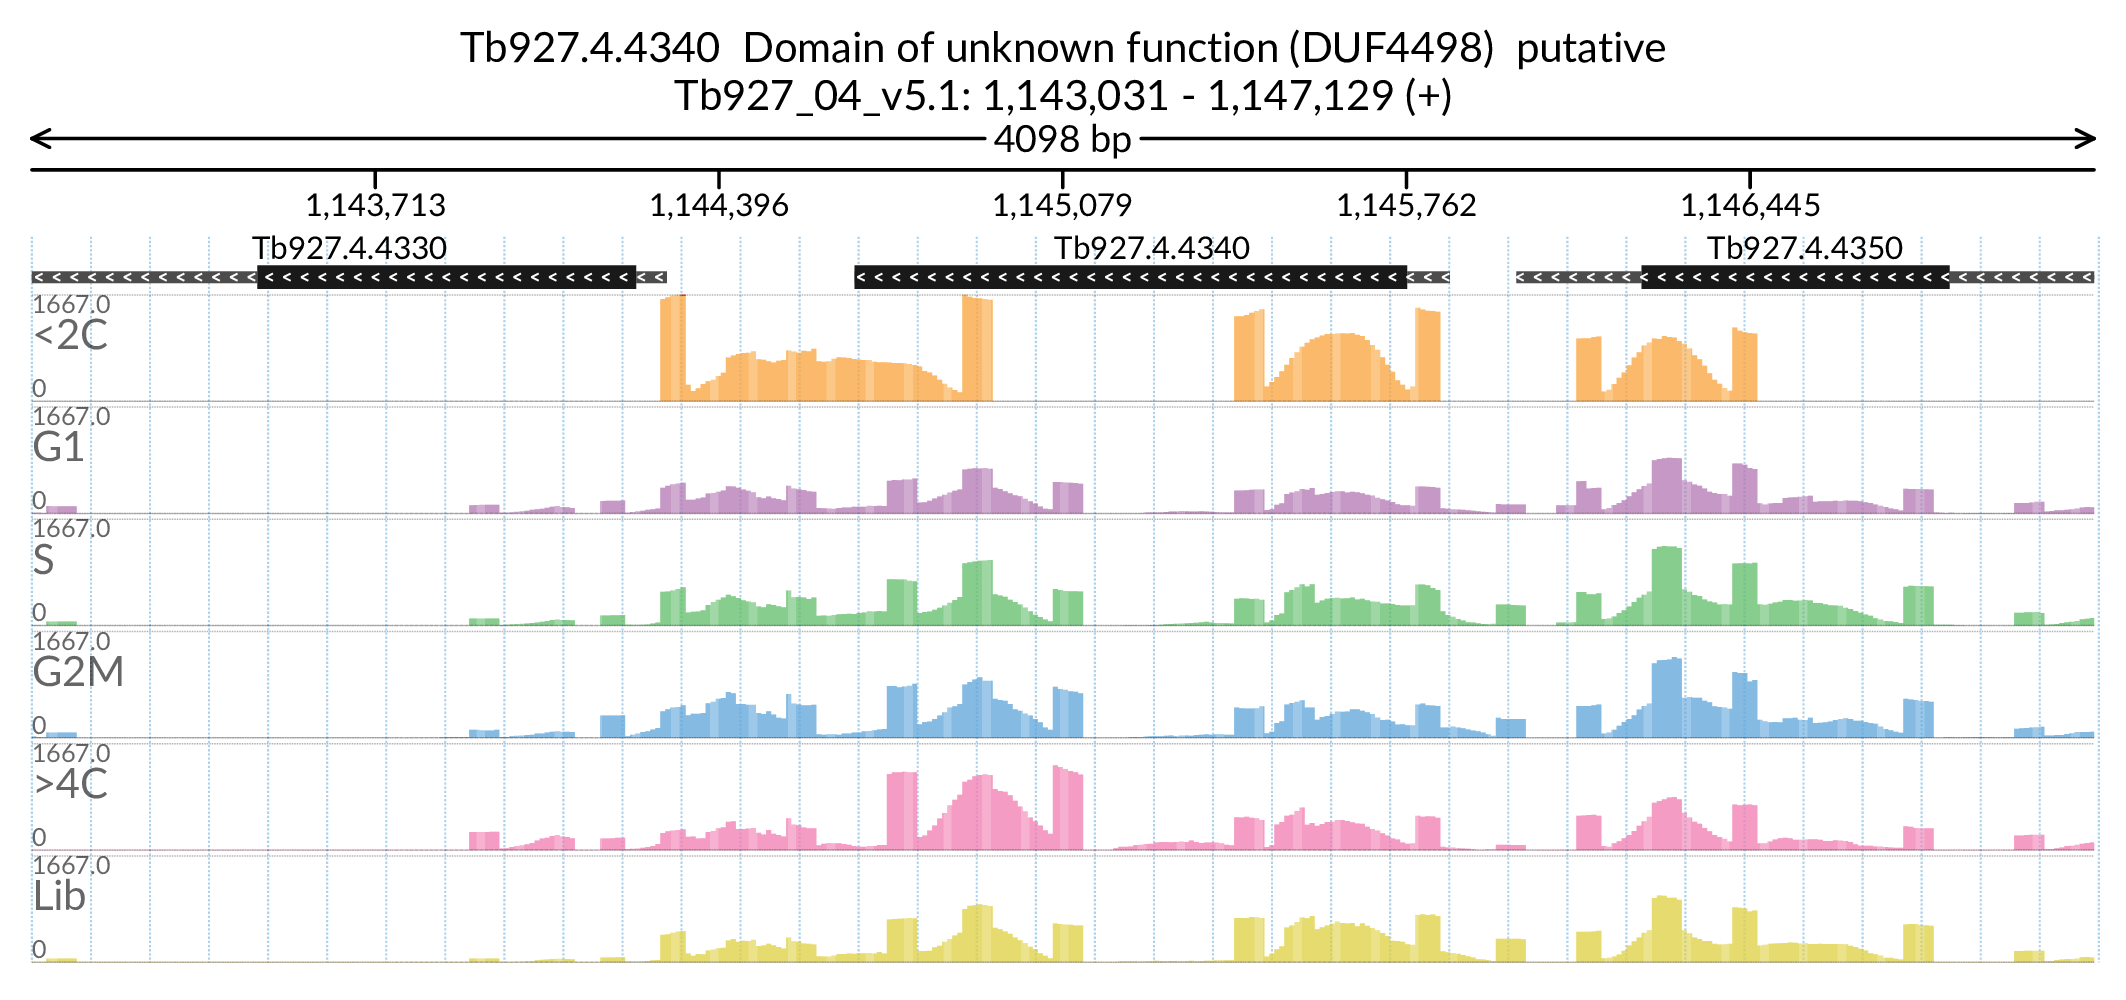 Tb927.4.4340  Domain of unknown function (DUF4498)  putative
Tb927_04_v5.1: 1,143,031 - 1,147,129 (+)
4098 bp
1,143,713 1,144,396 1,145,079 1,145,762 1,146,445
Tb927.4.4330 Tb927.4.4340 Tb927.4.4350
1667.0
<2C
0
1667.0
G1
0
1667.0
S
0
1667.0
G2M
0
1667.0
>4C
0
1667.0
Lib
0